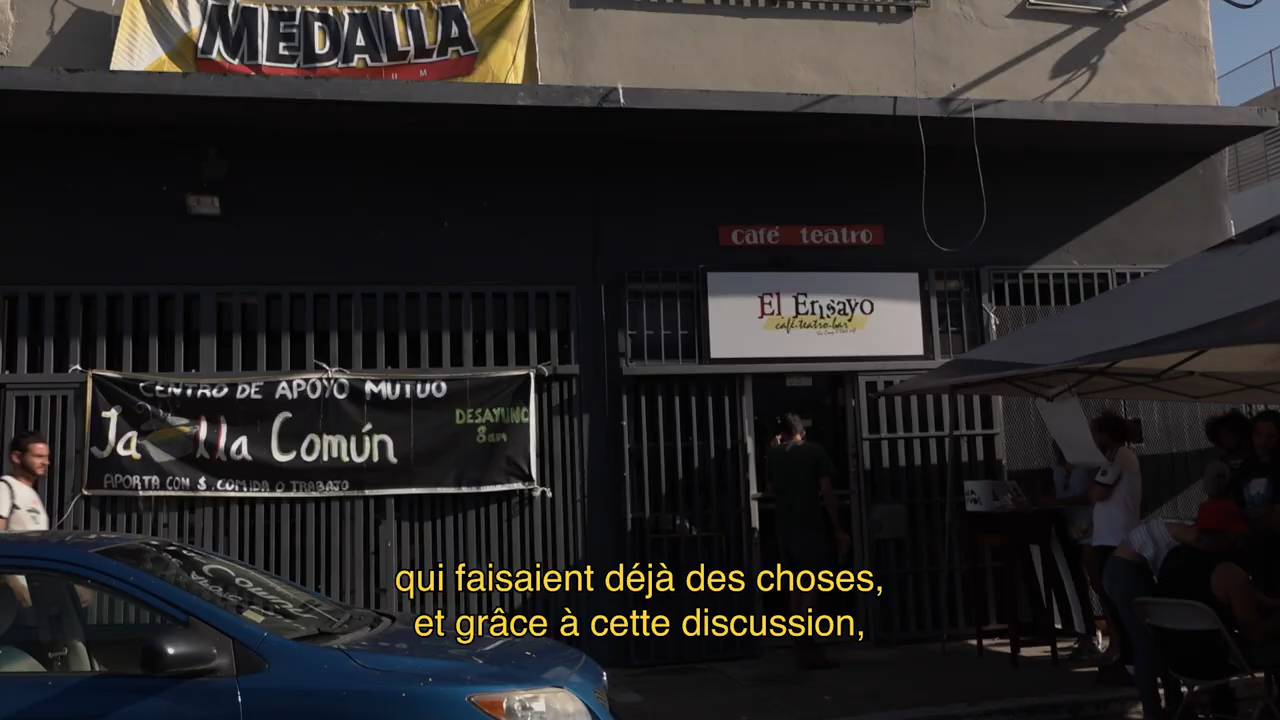 MEDALLA
café teatro
El Ensayo
café.teatro.bar
CENTRO DE APOYO MUTUO
DESAYUNO
8am
Común
APORTA CON $, COMIDA O TRABAJO
qui faisaient déjà des choses,
et grâce à cette discussion,